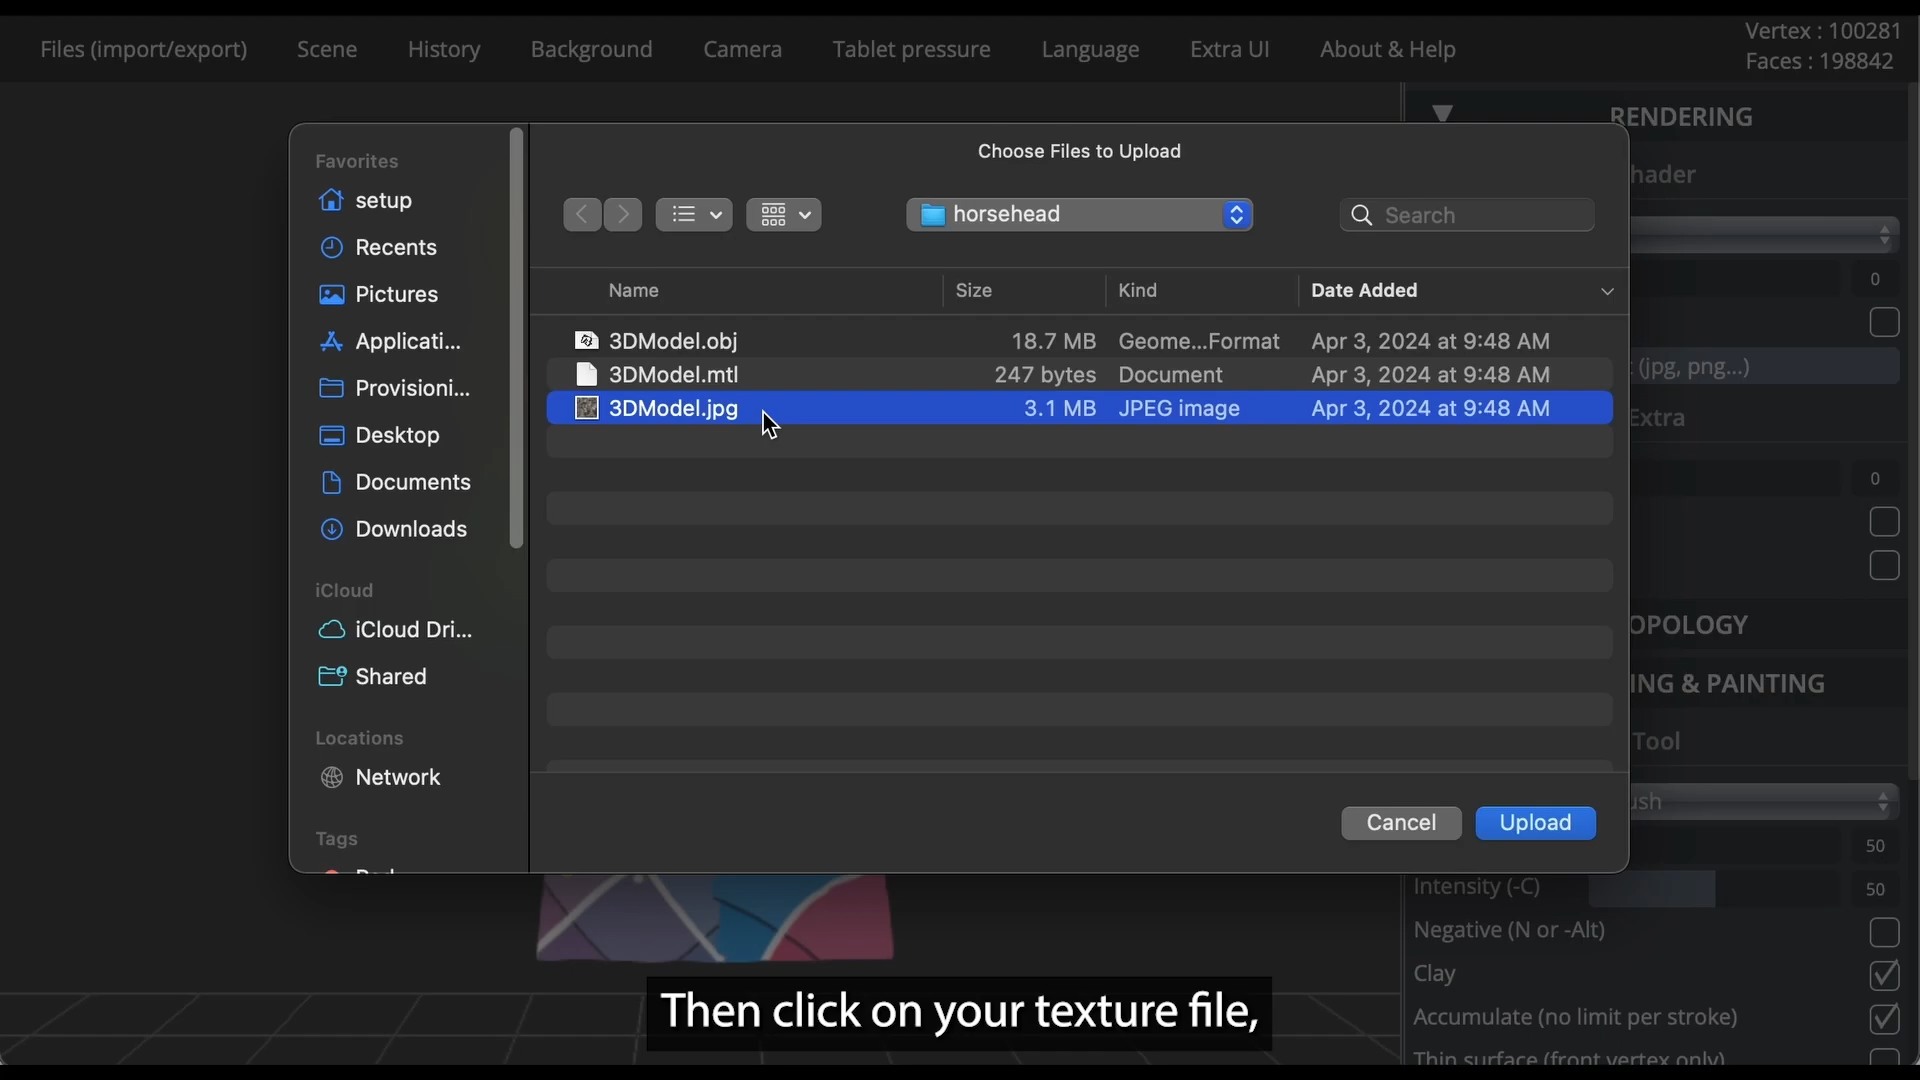 Files (import/export) Scene History Background Camera Tablet pressure Language Extra UI About & Help
Vertex : 100281
Faces : 198842
RENDERING
hader
0
(jpg, png...)
Extra
0
OPOLOGY
ING & PAINTING
Tool
ush
50
Intensity (-C) 50
Negative (N or -Alt)
Clay
Accumulate (no limit per stroke)
Thin surface (front vertex only)
Choose Files to Upload
horsehead
Search
Favorites
setup
Recents
Pictures
Applicati...
Provisioni...
Desktop
Documents
Downloads
iCloud
iCloud Dri...
Shared
Locations
Network
Tags
Name Size Kind Date Added
3DModel.obj 18.7 MB Geome...Format Apr 3, 2024 at 9:48 AM
3DModel.mtl 247 bytes Document Apr 3, 2024 at 9:48 AM
3DModel.jpg 3.1 MB JPEG image Apr 3, 2024 at 9:48 AM
Cancel Upload
Then click on your texture file,